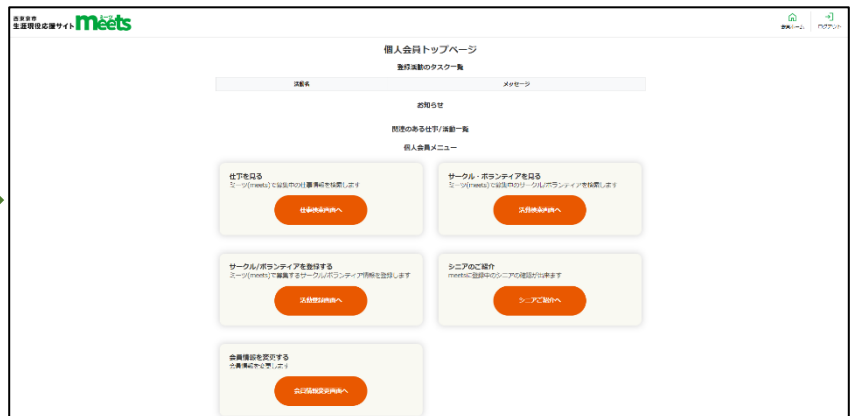 西東京市
生涯現役応援サイト
ミーツ
Meets
会員ホーム
ログアウト
個人会員トップページ
登録活動のタスク一覧
活動名 メッセージ
お知らせ
関連のある仕事/活動一覧
個人会員メニュー
仕事を見る
ミーツ(meets)で募集中の仕事情報を検索します
仕事検索画面へ
サークル・ボランティアを見る
ミーツ(meets)で募集中のサークル/ボランティアを検索します
活動検索画面へ
サークル/ボランティアを登録する
ミーツ(meets)で募集するサークル/ボランティア情報を登録します
活動登録画面へ
シニアのご紹介
meetsに登録中のシニアの確認が出来ます
シニアご紹介へ
会員情報を変更する
会員情報を変更します
会員情報変更画面へ